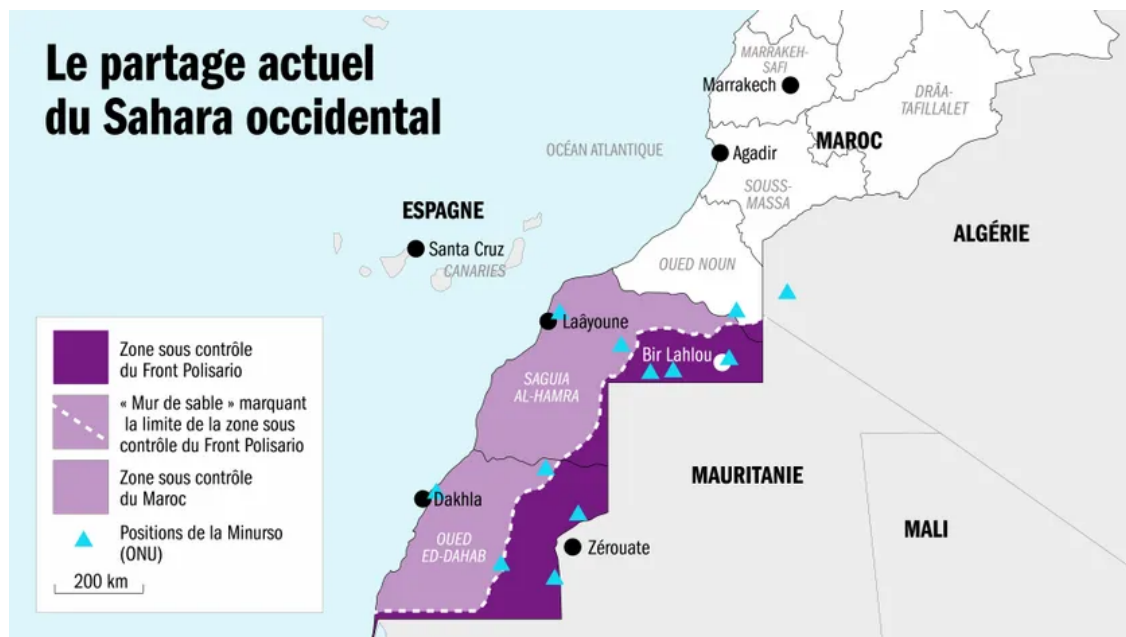 Le partage actuel
du Sahara occidental
MARRAKEH-
SAFI
Marrakech
DRÂA-
TAFILLALET
MAROC
OCÉAN ATLANTIQUE
Agadir
SOUSS-
MASSA
ESPAGNE
ALGÉRIE
Santa Cruz
CANARIES
OUED NOUN
Laâyoune
Bir Lahlou
SAGUIA
AL-HAMRA
MAURITANIE
Dakhla
MALI
OUED
ED-DAHAB
Zérouate
Zone sous contrôle
du Front Polisario
« Mur de sable » marquant
la limite de la zone sous
contrôle du Front Polisario
Zone sous contrôle
du Maroc
Positions de la Minurso
(ONU)
200 km